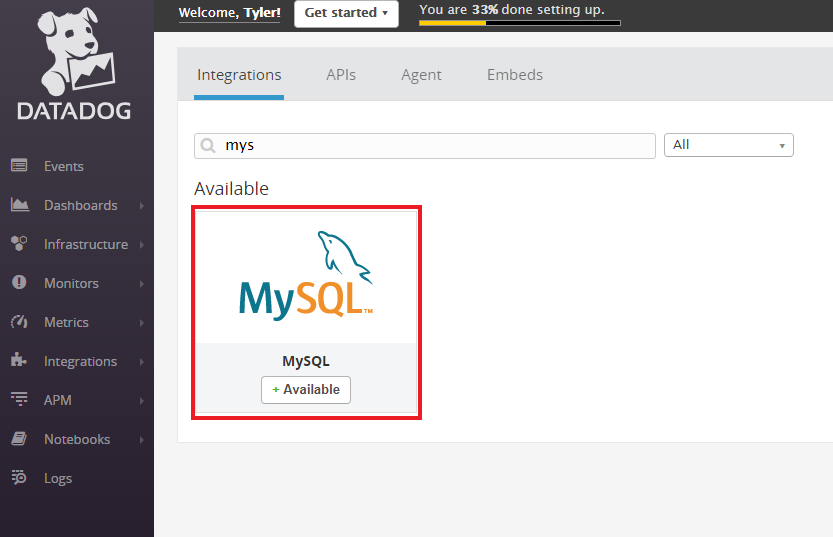 Welcome, Tyler!
Get started
You are 33% done setting up.
DATADOG
Events
Dashboards
Infrastructure
Monitors
Metrics
Integrations
APM
Notebooks
Logs
Integrations
APIs
Agent
Embeds
mys
All
Available
MySQL™
MySQL
+ Available